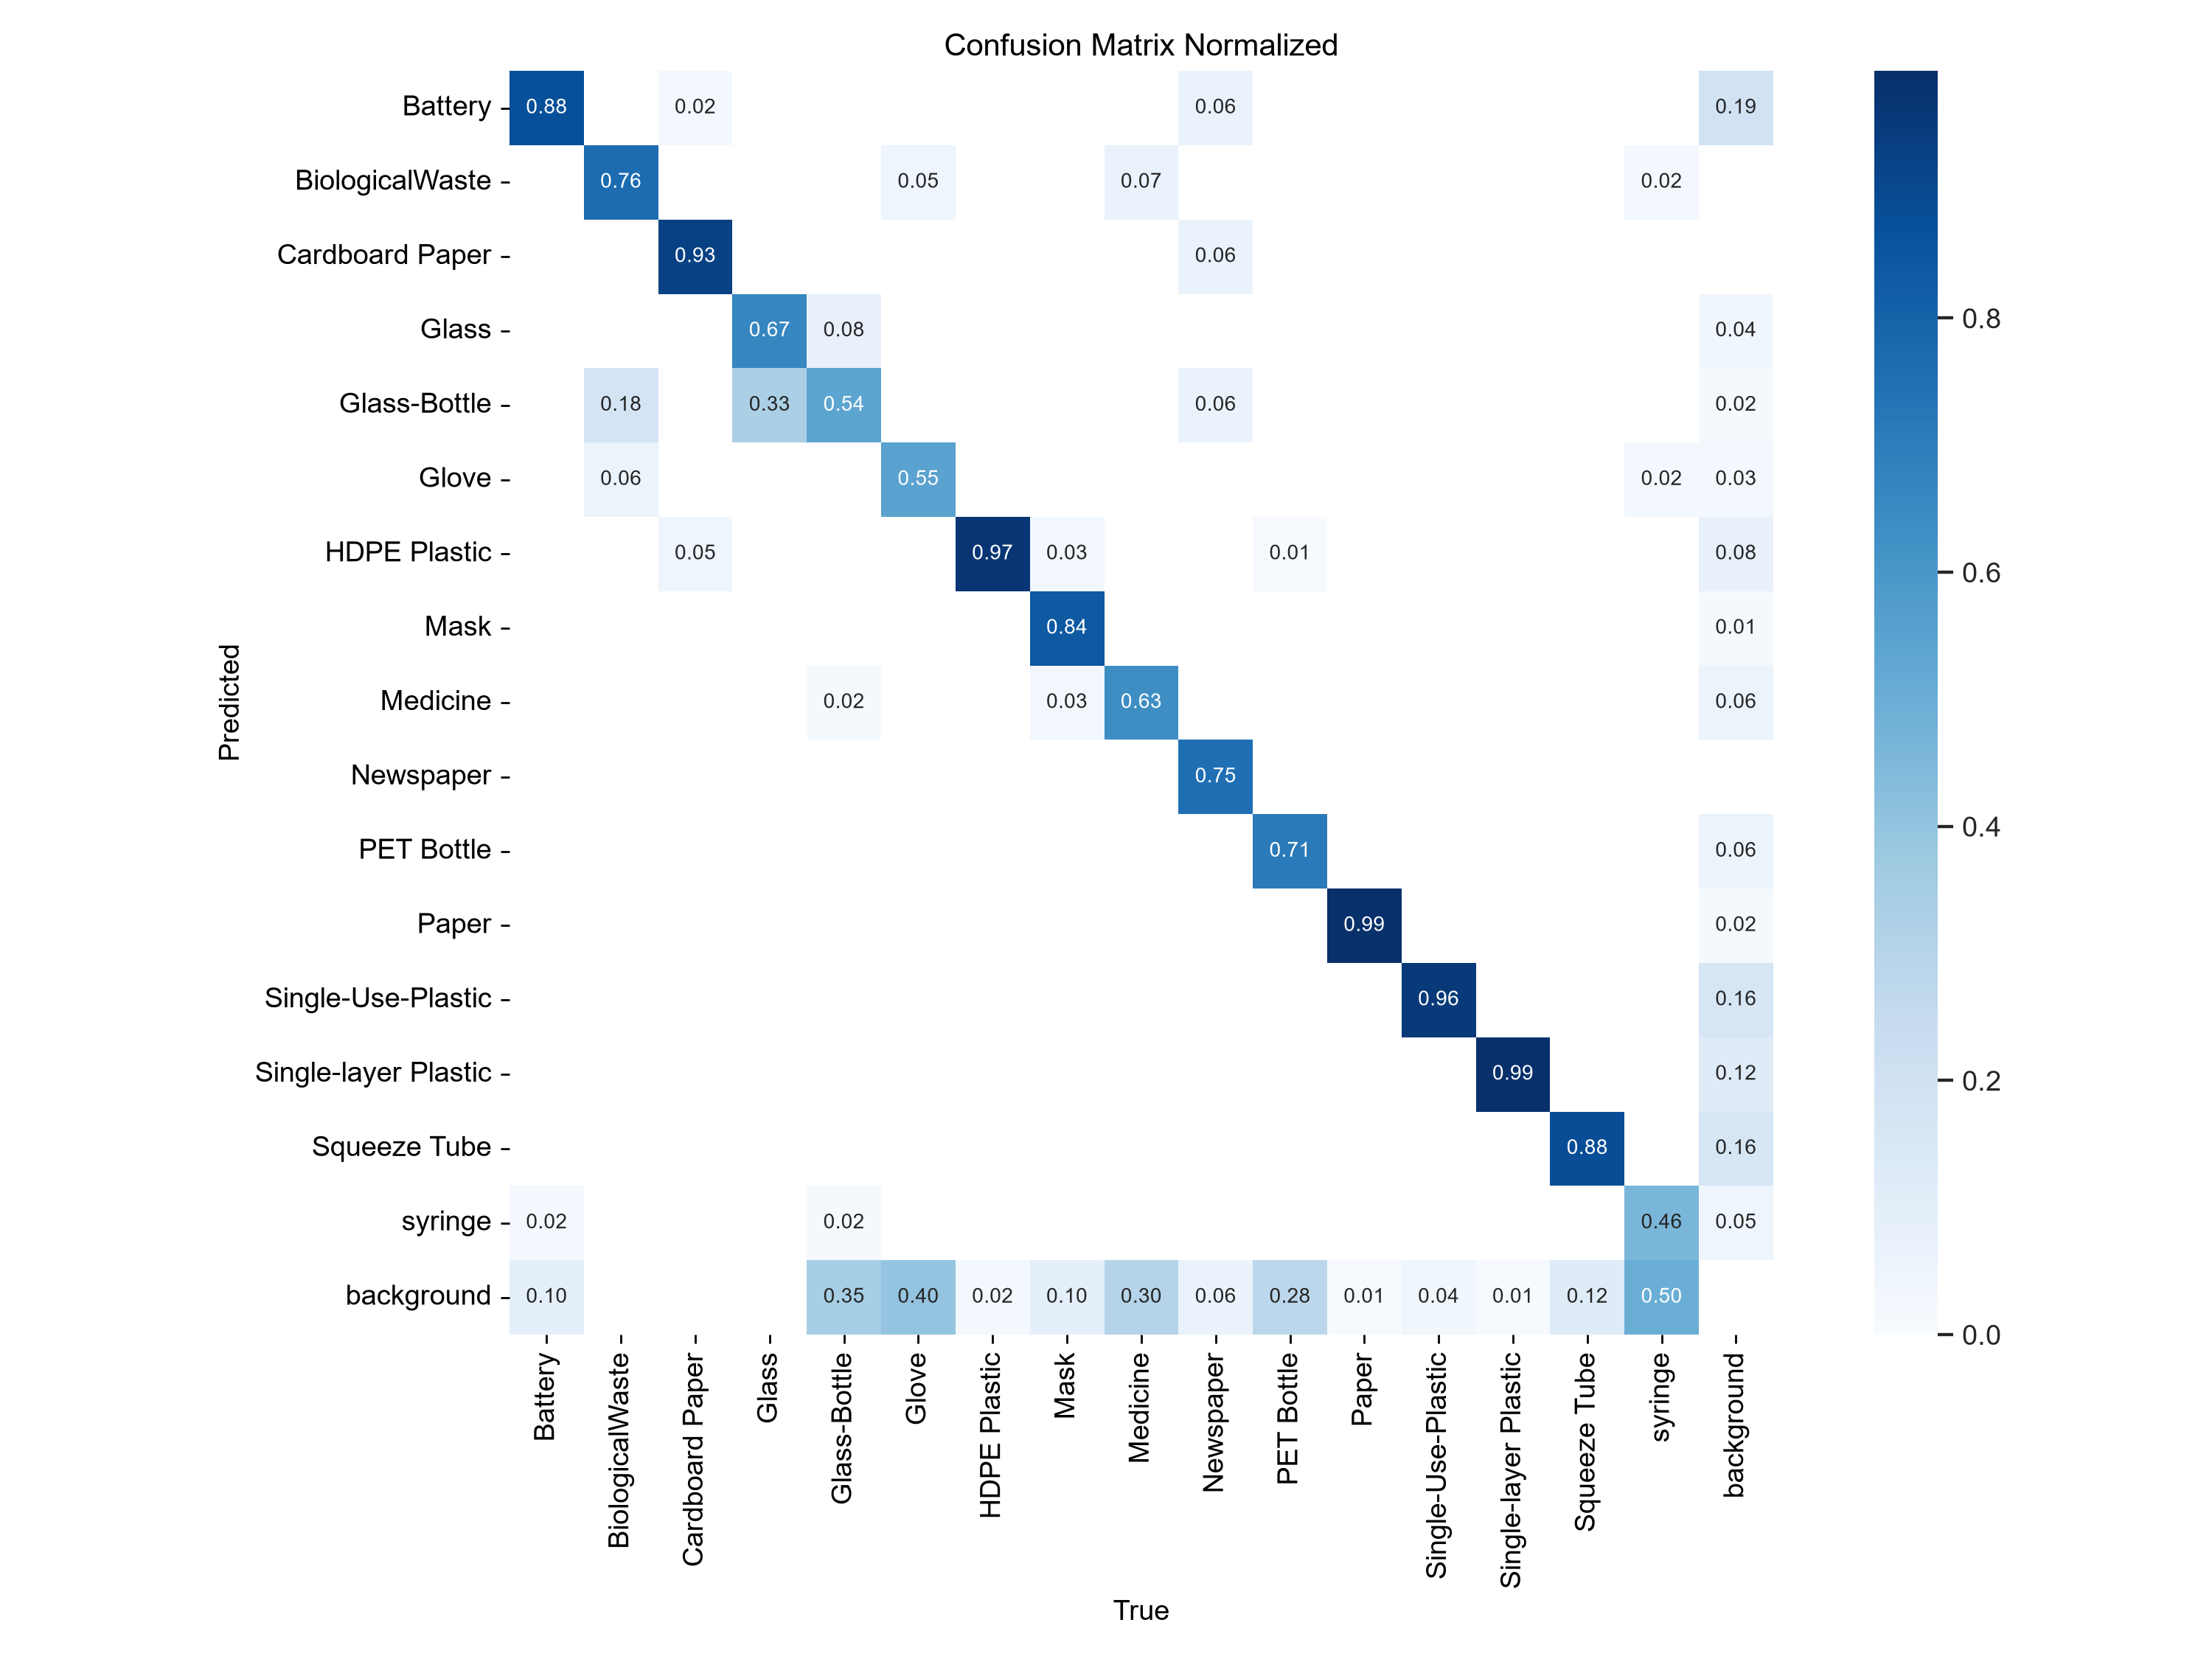 Confusion Matrix Normalized
Battery 0.88 0.02 0.06 0.19
BiologicalWaste 0.76 0.05 0.07 0.02
Cardboard Paper 0.93 0.06
Glass 0.67 0.08 0.04
Glass-Bottle 0.18 0.33 0.54 0.06 0.02
Glove 0.06 0.55 0.02 0.03
HDPE Plastic 0.05 0.97 0.03 0.01 0.08
Mask 0.84 0.01
Medicine 0.02 0.03 0.63 0.06
Newspaper 0.75
PET Bottle 0.71 0.06
Paper 0.99 0.02
Single-Use-Plastic 0.96 0.16
Single-layer Plastic 0.99 0.12
Squeeze Tube 0.88 0.16
syringe 0.02 0.02 0.46 0.05
background 0.10 0.35 0.40 0.02 0.10 0.30 0.06 0.28 0.01 0.04 0.01 0.12 0.50
Predicted
Battery
BiologicalWaste
Cardboard Paper
Glass
Glass-Bottle
Glove
HDPE Plastic
Mask
Medicine
Newspaper
PET Bottle
Paper
Single-Use-Plastic
Single-layer Plastic
Squeeze Tube
syringe
background
True
0.8
0.6
0.4
0.2
0.0